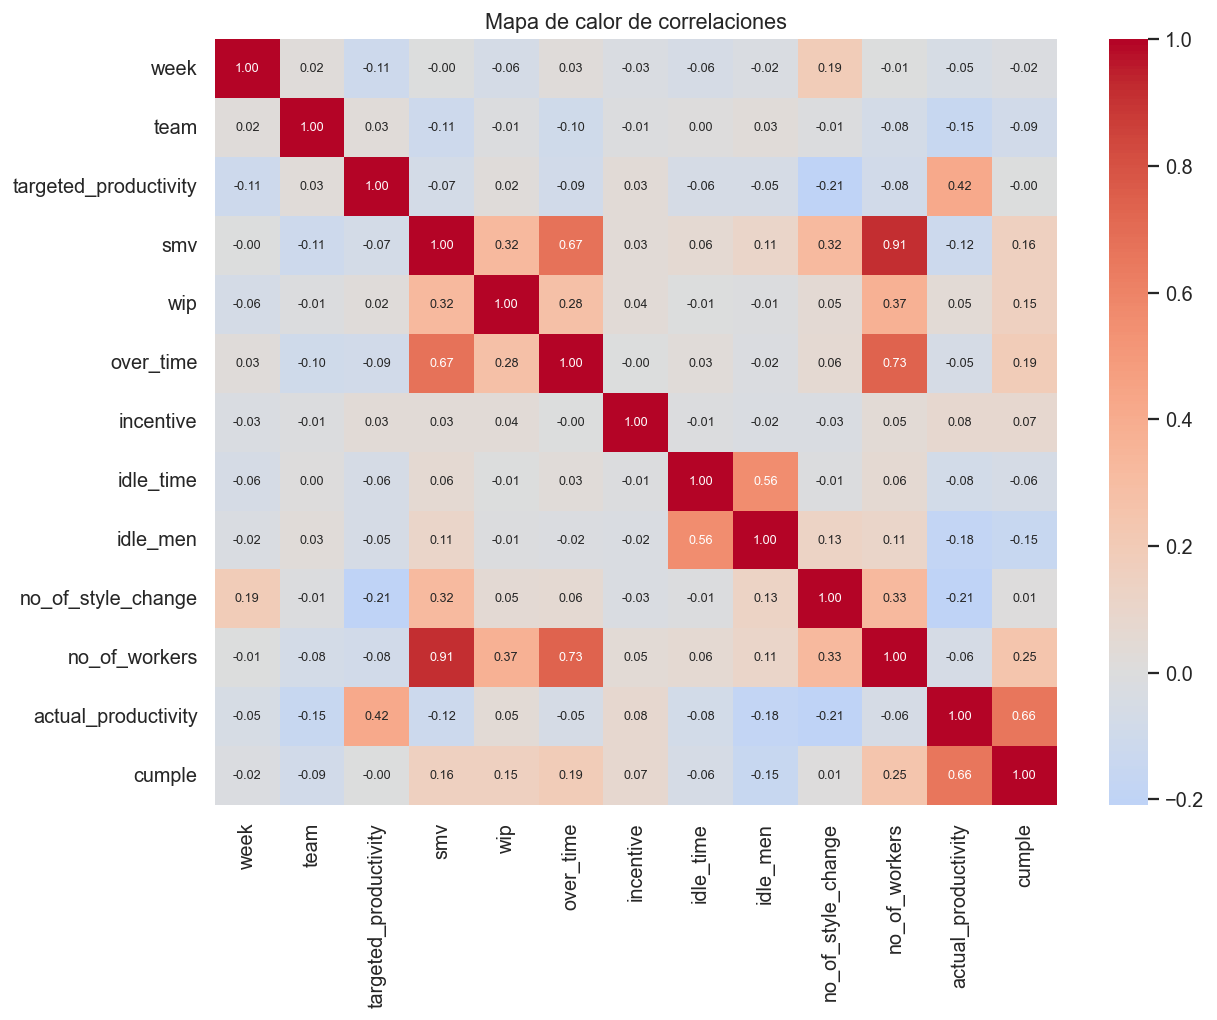 Mapa de calor de correlaciones
week 1.00 0.02 -0.11 -0.00 -0.06 0.03 -0.03 -0.06 -0.02 0.19 -0.01 -0.05 -0.02
team 0.02 1.00 0.03 -0.11 -0.01 -0.10 -0.01 0.00 0.03 -0.01 -0.08 -0.15 -0.09
targeted_productivity -0.11 0.03 1.00 -0.07 0.02 -0.09 0.03 -0.06 -0.05 -0.21 -0.08 0.42 -0.00
smv -0.00 -0.11 -0.07 1.00 0.32 0.67 0.03 0.06 0.11 0.32 0.91 -0.12 0.16
wip -0.06 -0.01 0.02 0.32 1.00 0.28 0.04 -0.01 -0.01 0.05 0.37 0.05 0.15
over_time 0.03 -0.10 -0.09 0.67 0.28 1.00 -0.00 0.03 -0.02 0.06 0.73 -0.05 0.19
incentive -0.03 -0.01 0.03 0.03 0.04 -0.00 1.00 -0.01 -0.02 -0.03 0.05 0.08 0.07
idle_time -0.06 0.00 -0.06 0.06 -0.01 0.03 -0.01 1.00 0.56 -0.01 0.06 -0.08 -0.06
idle_men -0.02 0.03 -0.05 0.11 -0.01 -0.02 -0.02 0.56 1.00 0.13 0.11 -0.18 -0.15
no_of_style_change 0.19 -0.01 -0.21 0.32 0.05 0.06 -0.03 -0.01 0.13 1.00 0.33 -0.21 0.01
no_of_workers -0.01 -0.08 -0.08 0.91 0.37 0.73 0.05 0.06 0.11 0.33 1.00 -0.06 0.25
actual_productivity -0.05 -0.15 0.42 -0.12 0.05 -0.05 0.08 -0.08 -0.18 -0.21 -0.06 1.00 0.66
cumple -0.02 -0.09 -0.00 0.16 0.15 0.19 0.07 -0.06 -0.15 0.01 0.25 0.66 1.00
week
team
targeted_productivity
smv
wip
over_time
incentive
idle_time
idle_men
no_of_style_change
no_of_workers
actual_productivity
cumple
1.0
0.8
0.6
0.4
0.2
0.0
−0.2